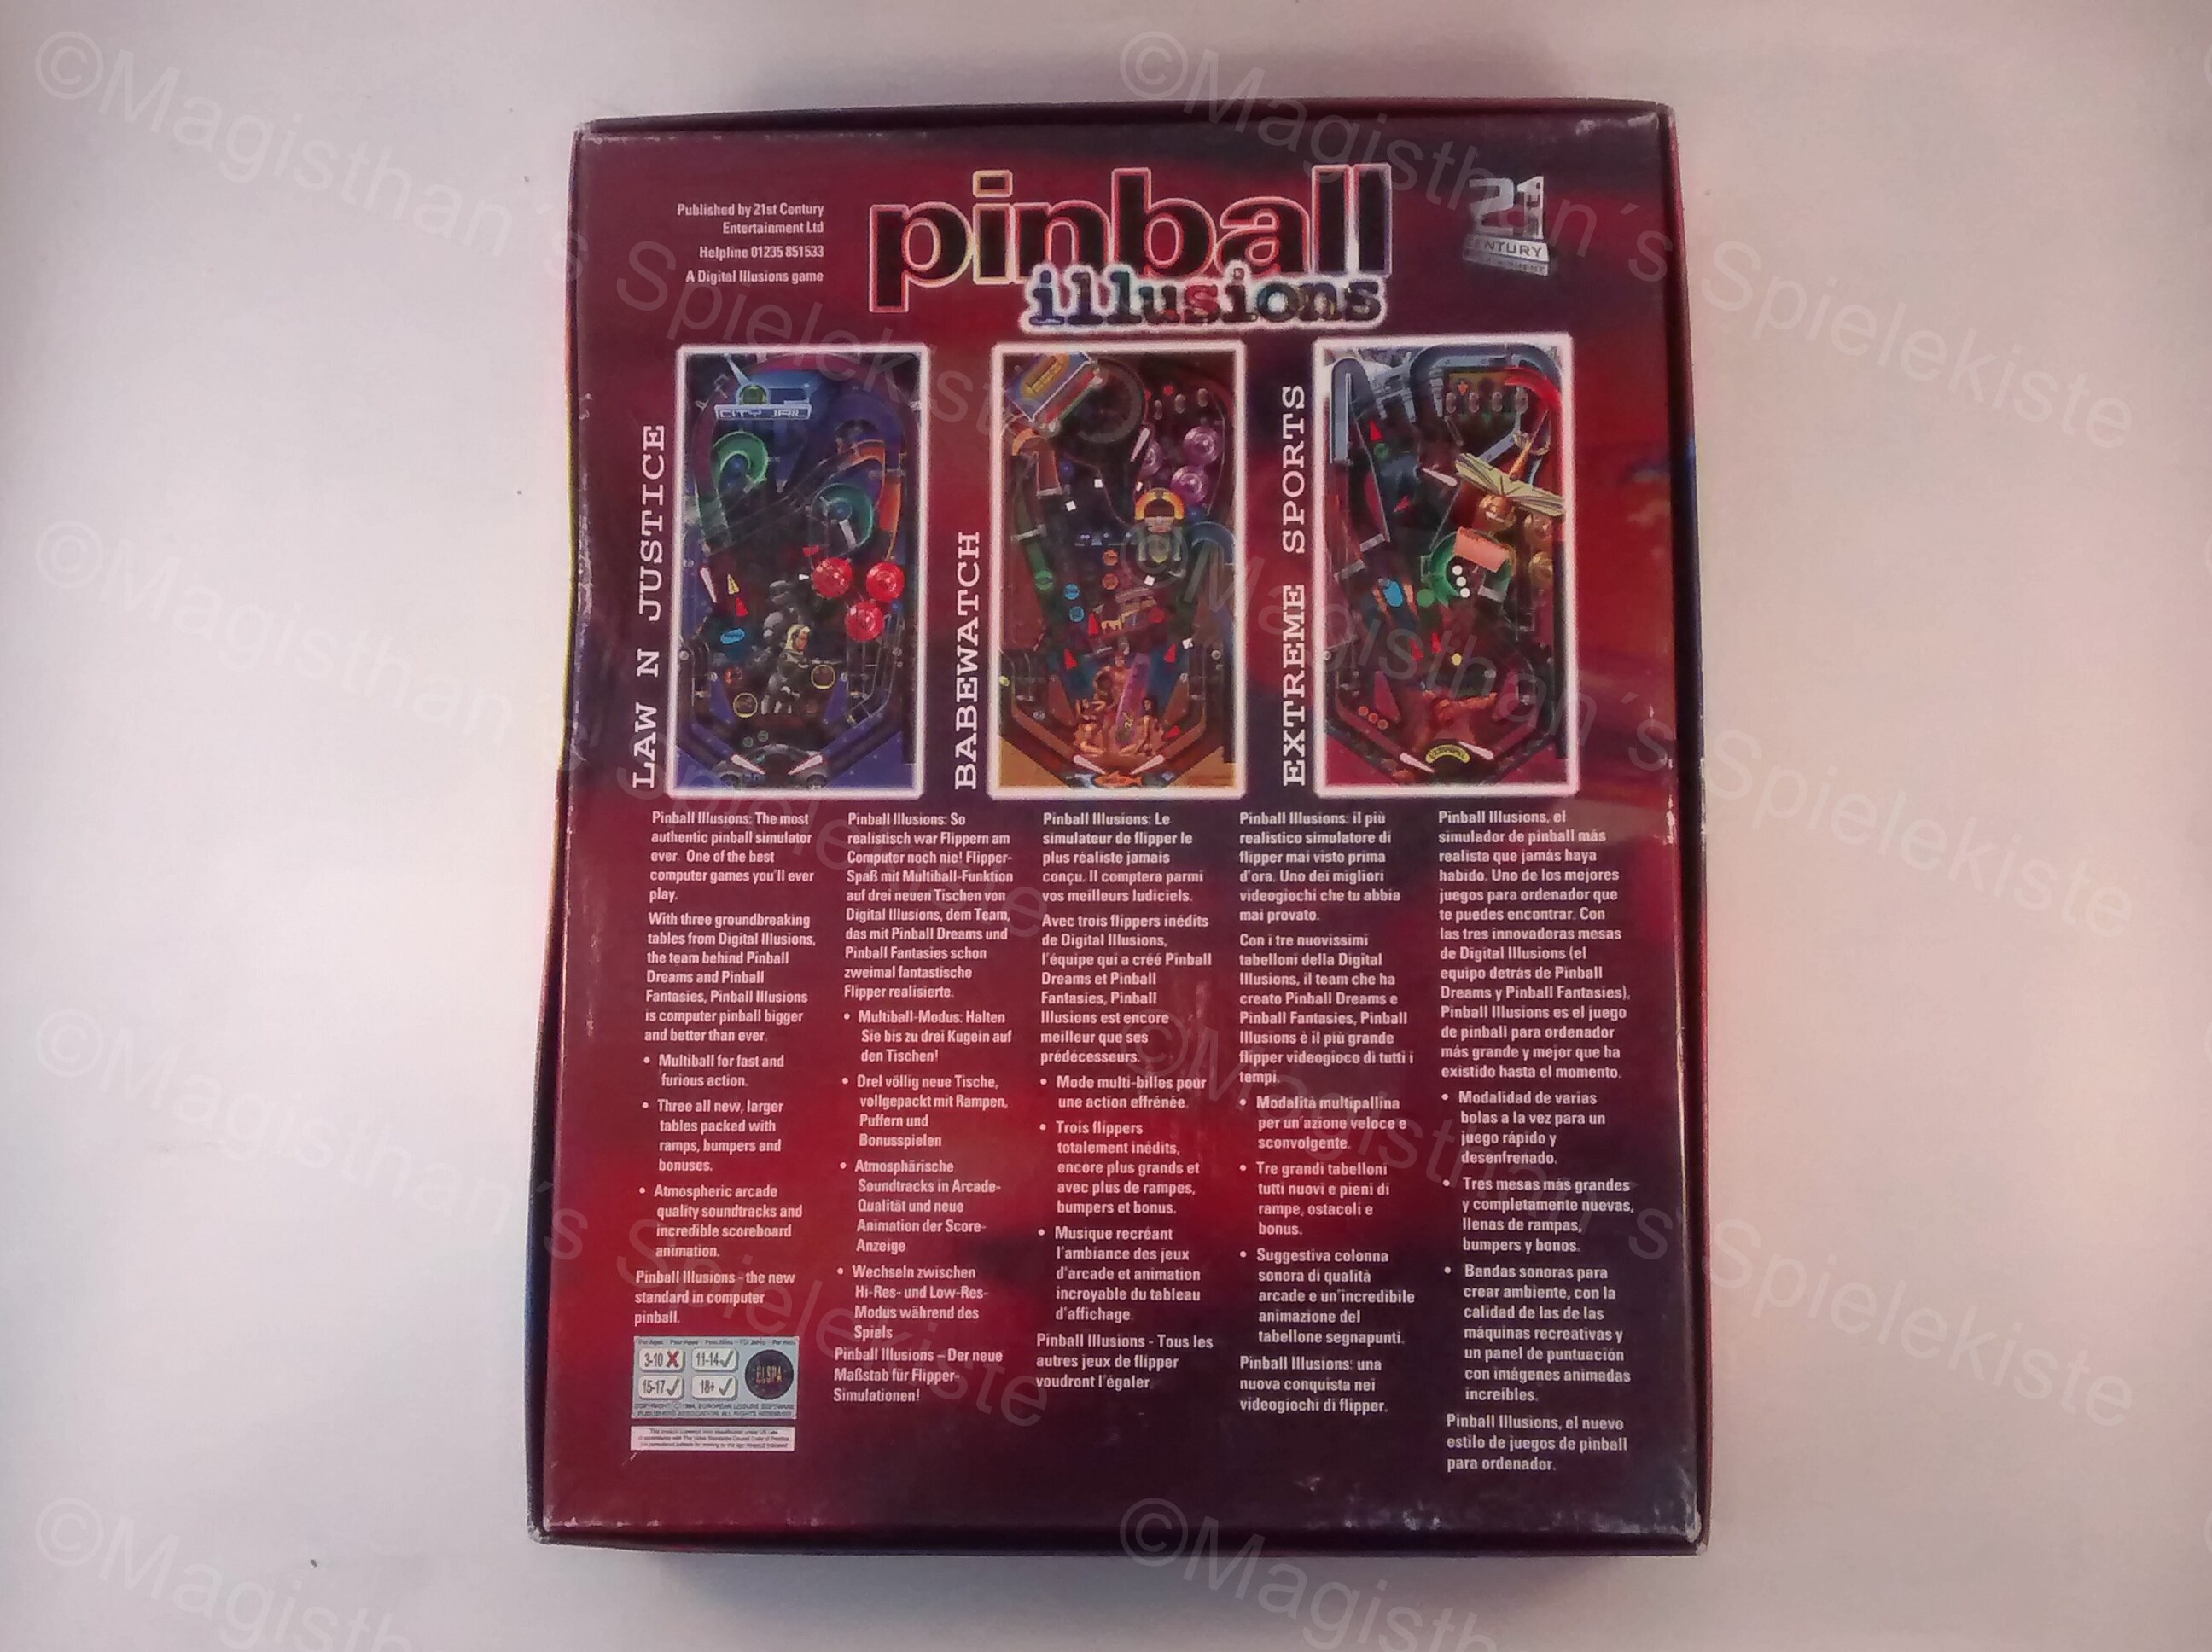 Published by 21st Century
Entertainment Ltd
Helpline 01235 851533
A Digital Illusions game
pinball
illusions
21
CENTURY
LAW N JUSTICE
CITY JAIL
BABEWATCH
EXTREME SPORTS
Pinball Illusions: The most
authentic pinball simulator
ever. One of the best
computer games you'll ever
play.
With three groundbreaking
tables from Digital Illusions,
the team behind Pinball
Dreams and Pinball
Fantasies, Pinball Illusions
is computer pinball bigger
and better than ever.
• Multiball for fast and
furious action.
• Three all new, larger
tables packed with
ramps, bumpers and
bonuses.
• Atmospheric arcade
quality soundtracks and
incredible scoreboard
animation.
Pinball Illusions - the new
standard in computer
pinball.
3-10 11-14
15-17 18+
ELSPA
Pinball Illusions: So
realistisch war Flippern am
Computer noch nie! Flipper-
Spaß mit Multiball-Funktion
auf drei neuen Tischen von
Digital Illusions, dem Team,
das mit Pinball Dreams und
Pinball Fantasies schon
zweimal fantastische
Flipper realisierte.
• Multiball-Modus: Halten
Sie bis zu drei Kugeln auf
den Tischen!
• Drel völlig neue Tische,
vollgepackt mit Rampen,
Puffern und
Bonusspielen
• Atmosphärische
Soundtracks in Arcade-
Qualität und neue
Animation der Score-
Anzeige
• Wechseln zwischen
Hi-Res- und Low-Res-
Modus während des
Spiels
Pinball Illusions – Der neue
Maßstab für Flipper-
Simulationen!
Pinball Illusions: Le
simulateur de flipper le
plus réaliste jamais
conçu. Il comptera parmi
vos meilleurs ludiciels.
Avec trois flippers inédits
de Digital Illusions,
l'équipe qui a créé Pinball
Dreams et Pinball
Fantasies, Pinball
Illusions est encore
meilleur que ses
prédécesseurs.
• Mode multi-billes pour
une action effrénée.
• Trois flippers
totalement inédits,
encore plus grands et
avec plus de rampes,
bumpers et bonus.
• Musique recréant
l'ambiance des jeux
d'arcade et animation
incroyable du tableau
d'affichage.
Pinball Illusions - Tous les
autres jeux de flipper
voudront l'égaler.
Pinball Illusions: il più
realistico simulatore di
flipper mai visto prima
d'ora. Uno dei migliori
videogiochi che tu abbia
mai provato.
Con i tre nuovissimi
tabelloni della Digital
Illusions, il team che ha
creato Pinball Dreams e
Pinball Fantasies, Pinball
Illusions è il più grande
flipper videogioco di tutti i
tempi.
• Modalità multipallina
per un'azione veloce e
sconvolgente.
• Tre grandi tabelloni
tutti nuovi e pieni di
rampe, ostacoli e
bonus.
• Suggestiva colonna
sonora di qualità
arcade e un'incredibile
animazione del
tabellone segnapunti.
Pinball Illusions: una
nuova conquista nei
videogiochi di flipper.
Pinball Illusions, el
simulador de pinball más
realista que jamás haya
habido. Uno de los mejores
juegos para ordenador que
te puedes encontrar. Con
las tres innovadoras mesas
de Digital Illusions (el
equipo detrás de Pinball
Dreams y Pinball Fantasies),
Pinball Illusions es el juego
de pinball para ordenador
más grande y mejor que ha
existido hasta el momento.
• Modalidad de varias
bolas a la vez para un
juego rápido y
desenfrenado.
• Tres mesas más grandes
y completamente nuevas,
llenas de rampas,
bumpers y bonos.
• Bandas sonoras para
crear ambiente, con la
calidad de las de las
máquinas recreativas y
un panel de puntuación
con imágenes animadas
increíbles.
Pinball Illusions, el nuevo
estilo de juegos de pinball
para ordenador.
©Magisthan´s Spielekiste